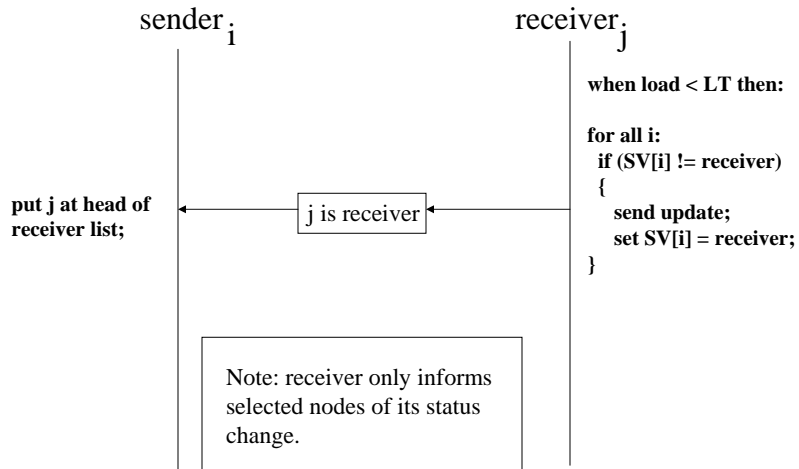 sender i
receiver j
when load < LT then:
for all i:
if (SV[i] != receiver)
{
send update;
set SV[i] = receiver;
}
put j at head of
receiver list;
j is receiver
Note: receiver only informs
selected nodes of its status
change.